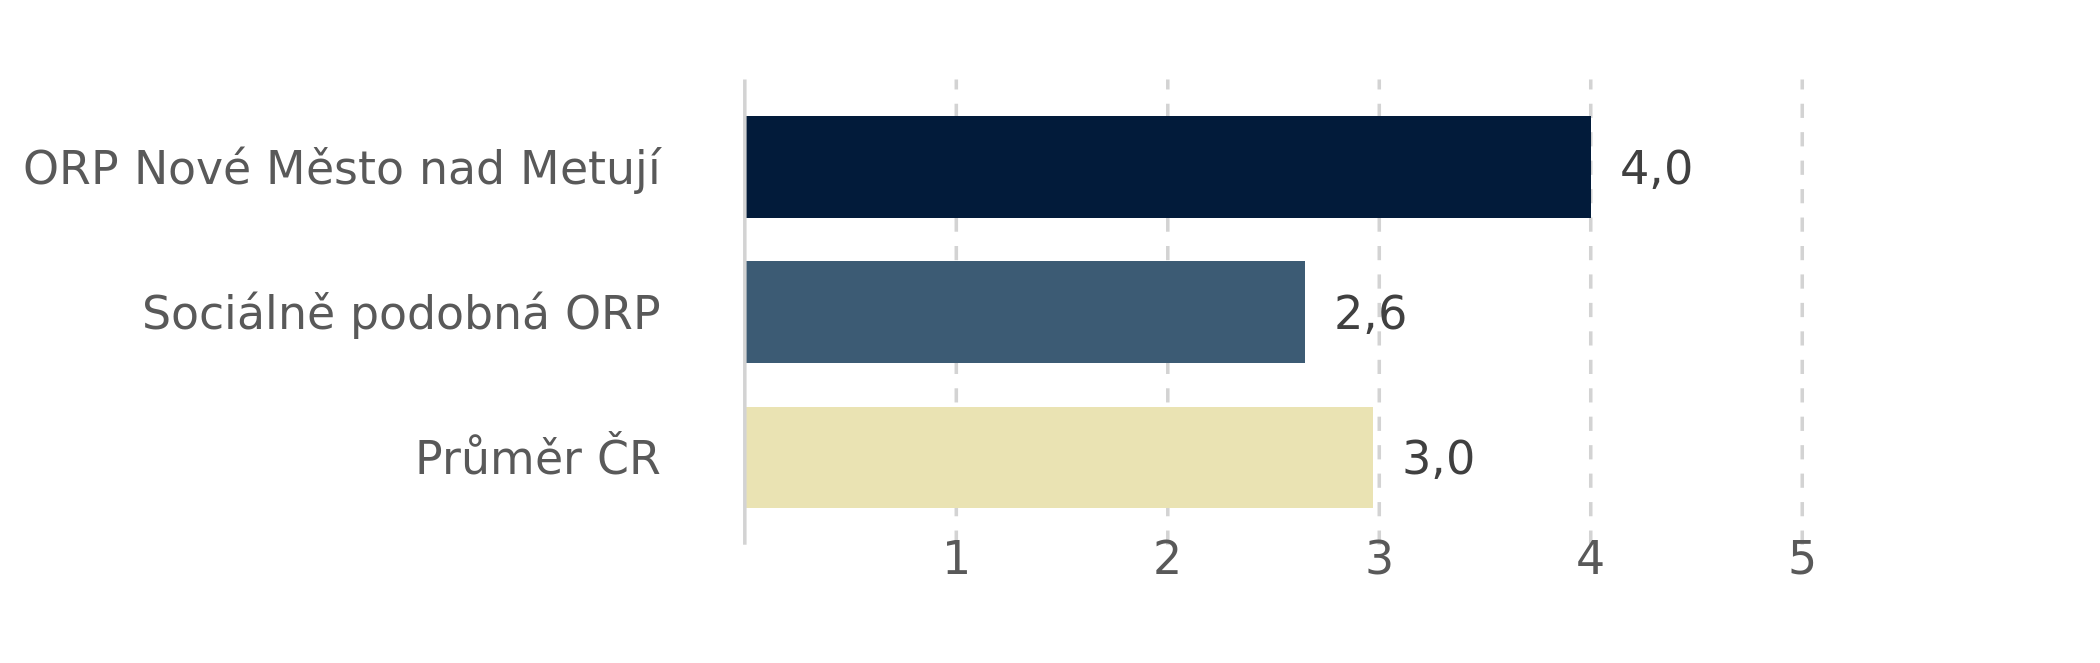 ORP Nové Město nad Metují 4,0
Sociálně podobná ORP 2,6
Průměr ČR 3,0
1 2 3 4 5